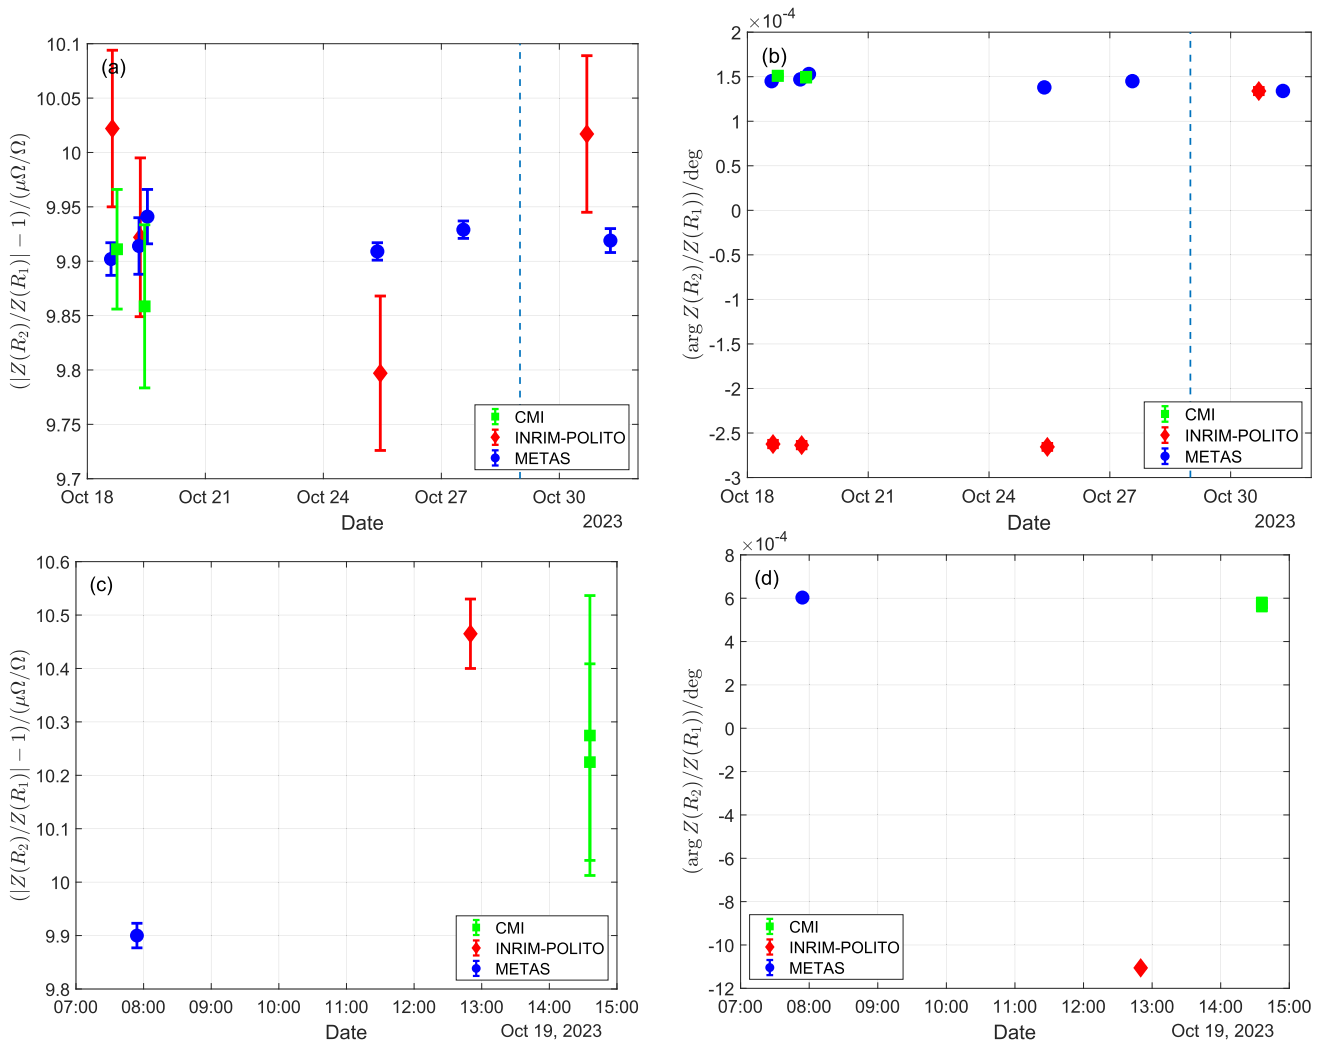 (a)
10.1
10.05
10
9.95
9.9
9.85
9.8
9.75
9.7
(|Z(R₂)/Z(R₁)| − 1)/(μΩ/Ω)
Oct 18
Oct 21
Oct 24
Oct 27
Oct 30
Date
2023
CMI
INRIM-POLITO
METAS
(b)
×10⁻⁴
2
1.5
1
0.5
0
-0.5
-1
-1.5
-2
-2.5
-3
(arg Z(R₂)/Z(R₁))/deg
Oct 18
Oct 21
Oct 24
Oct 27
Oct 30
Date
2023
CMI
INRIM-POLITO
METAS
(c)
10.6
10.5
10.4
10.3
10.2
10.1
10
9.9
9.8
(|Z(R₂)/Z(R₁)| − 1)/(μΩ/Ω)
07:00
08:00
09:00
10:00
11:00
12:00
13:00
14:00
15:00
Date
Oct 19, 2023
CMI
INRIM-POLITO
METAS
(d)
×10⁻⁴
8
6
4
2
0
-2
-4
-6
-8
-10
-12
(arg Z(R₂)/Z(R₁))/deg
07:00
08:00
09:00
10:00
11:00
12:00
13:00
14:00
15:00
Date
Oct 19, 2023
CMI
INRIM-POLITO
METAS